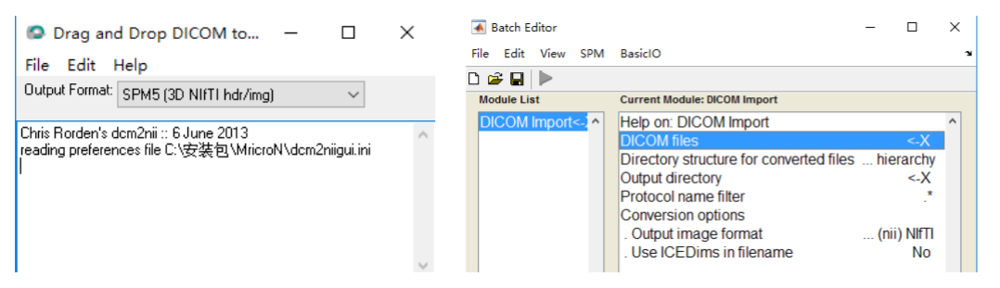 Drag and Drop DICOM to...
File Edit Help
Output Format: SPM5 (3D NIfTI hdr/img)
Chris Rorden's dcm2nii :: 6 June 2013
reading preferences file C:\安装包\MricroN\dcm2niigui.ini
Batch Editor
File Edit View SPM BasicIO
Module List
DICOM Import<-X
Current Module: DICOM Import
Help on: DICOM Import
DICOM files <-X
Directory structure for converted files ... hierarchy
Output directory <-X
Protocol name filter .*
Conversion options
. Output image format ... (nii) NIfTI
. Use ICEDims in filename No